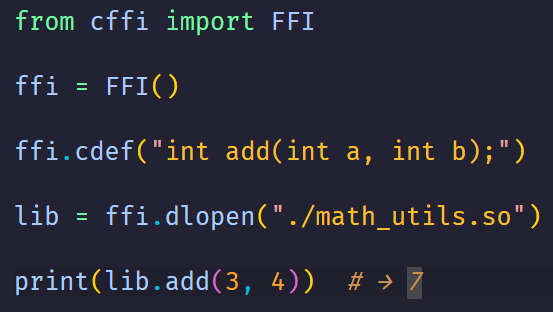 from cffi import FFI
ffi = FFI()
ffi.cdef("int add(int a, int b);")
lib = ffi.dlopen("./math_utils.so")
print(lib.add(3, 4))  # → 7